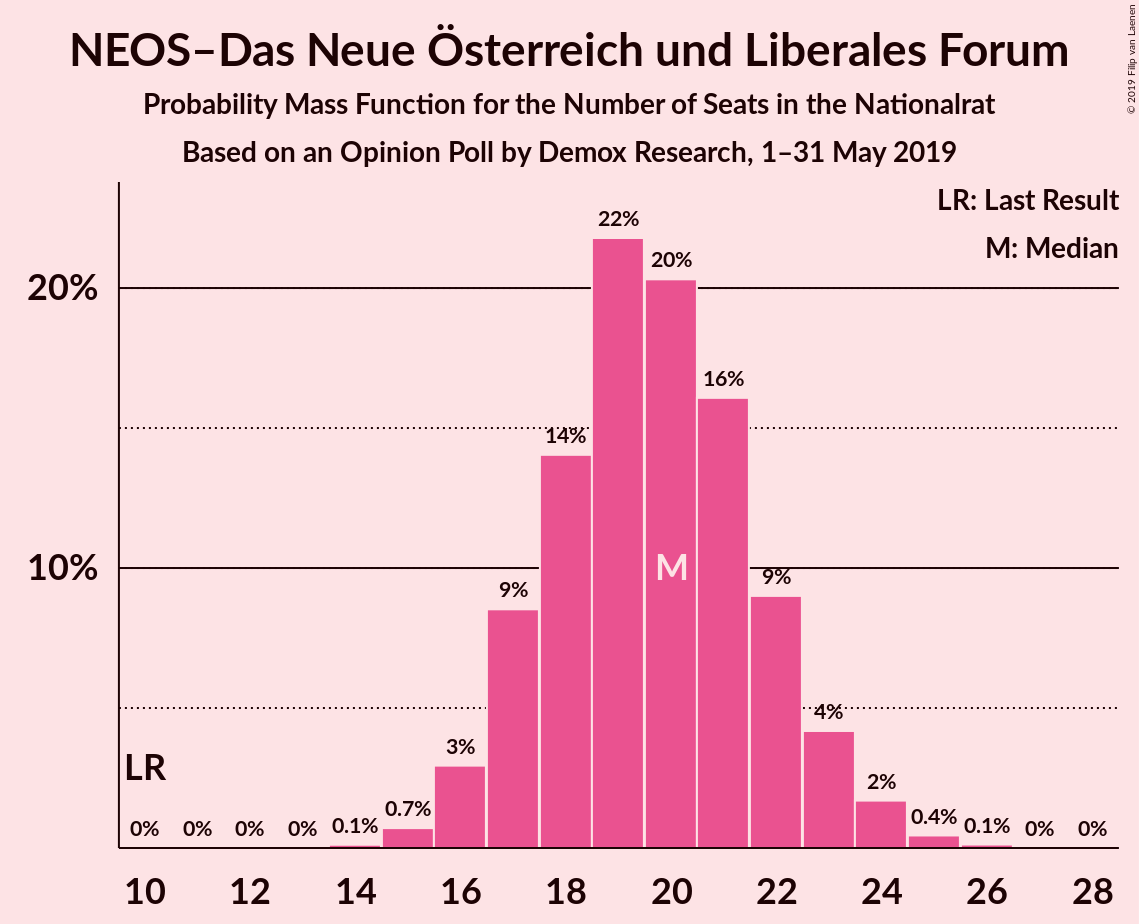 NEOS–Das Neue Österreich und Liberales Forum
Probability Mass Function for the Number of Seats in the Nationalrat
Based on an Opinion Poll by Demox Research, 1–31 May 2019
© 2019 Filip van Laenen
LR: Last Result
M: Median
20%
10%
LR
0%
0%
0%
0%
0.1%
0.7%
3%
9%
14%
22%
20%
16%
9%
4%
2%
0.4%
0.1%
0%
0%
M
10 12 14 16 18 20 22 24 26 28